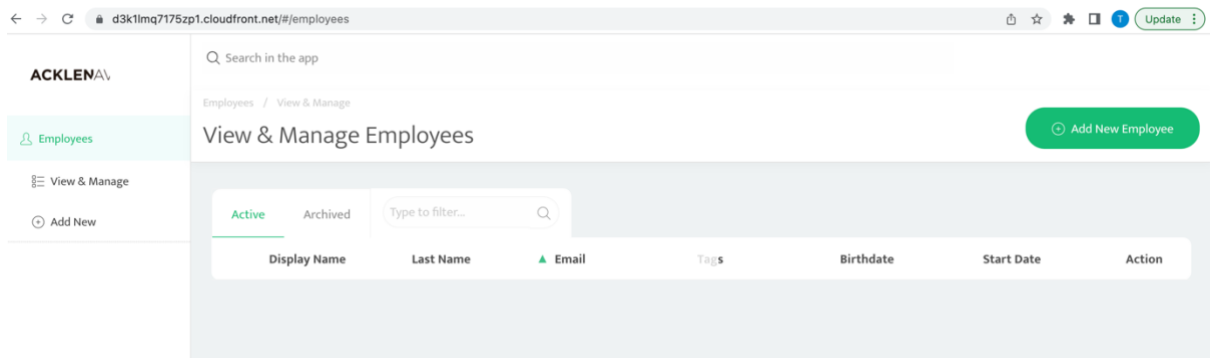 d3k1lmq7175zp1.cloudfront.net/#/employees
T
Update
ACKLENAV
Search in the app
Employees / View & Manage
View & Manage Employees
Add New Employee
Employees
View & Manage
Add New
Active Archived Type to filter...
Display Name Last Name Email Tags Birthdate Start Date Action